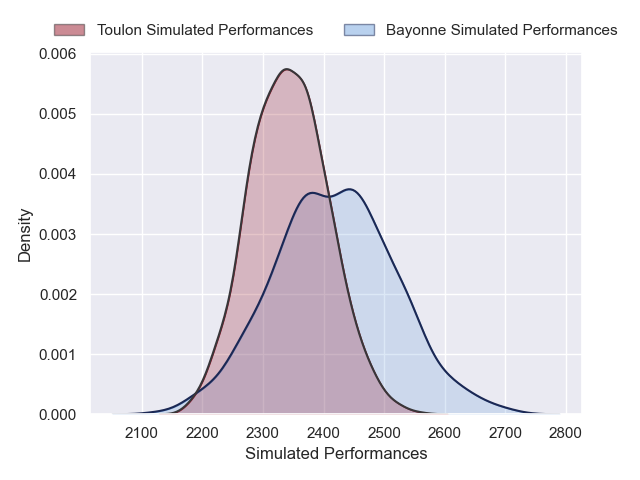 Toulon Simulated Performances
Bayonne Simulated Performances
0.006
0.005
0.004
0.003
0.002
0.001
0.000
Density
2100 2200 2300 2400 2500 2600 2700 2800
Simulated Performances